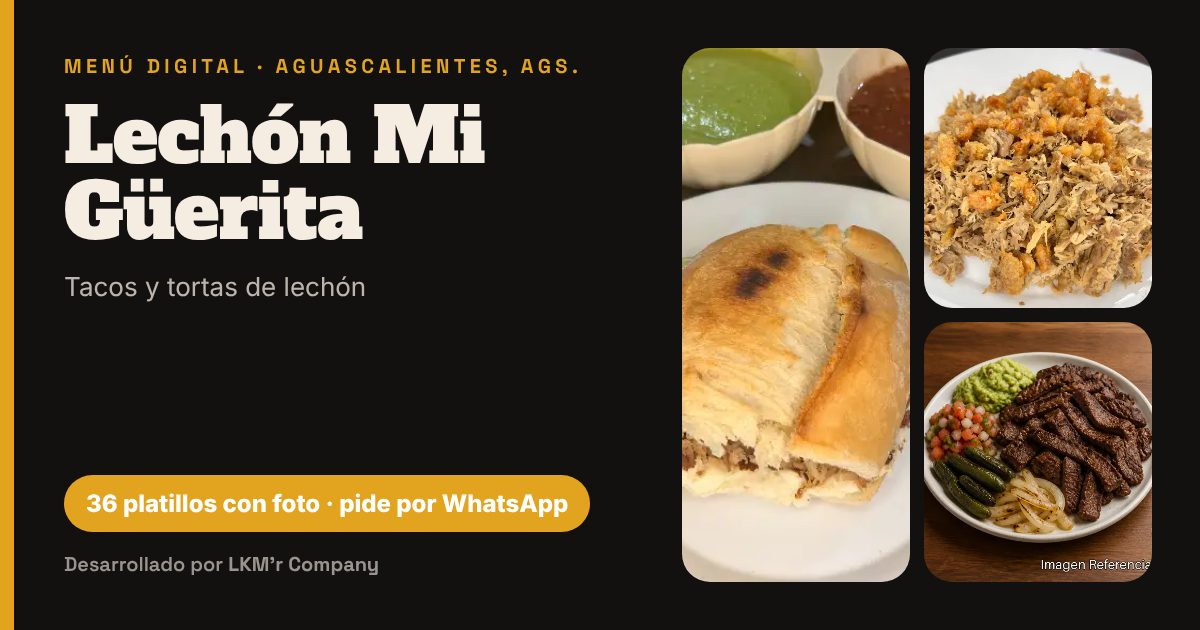 MENÚ DIGITAL · AGUASCALIENTES, AGS.
Lechón Mi
Güerita
Tacos y tortas de lechón
36 platillos con foto · pide por WhatsApp
Desarrollado por LKM'r Company
Imagen Referencia